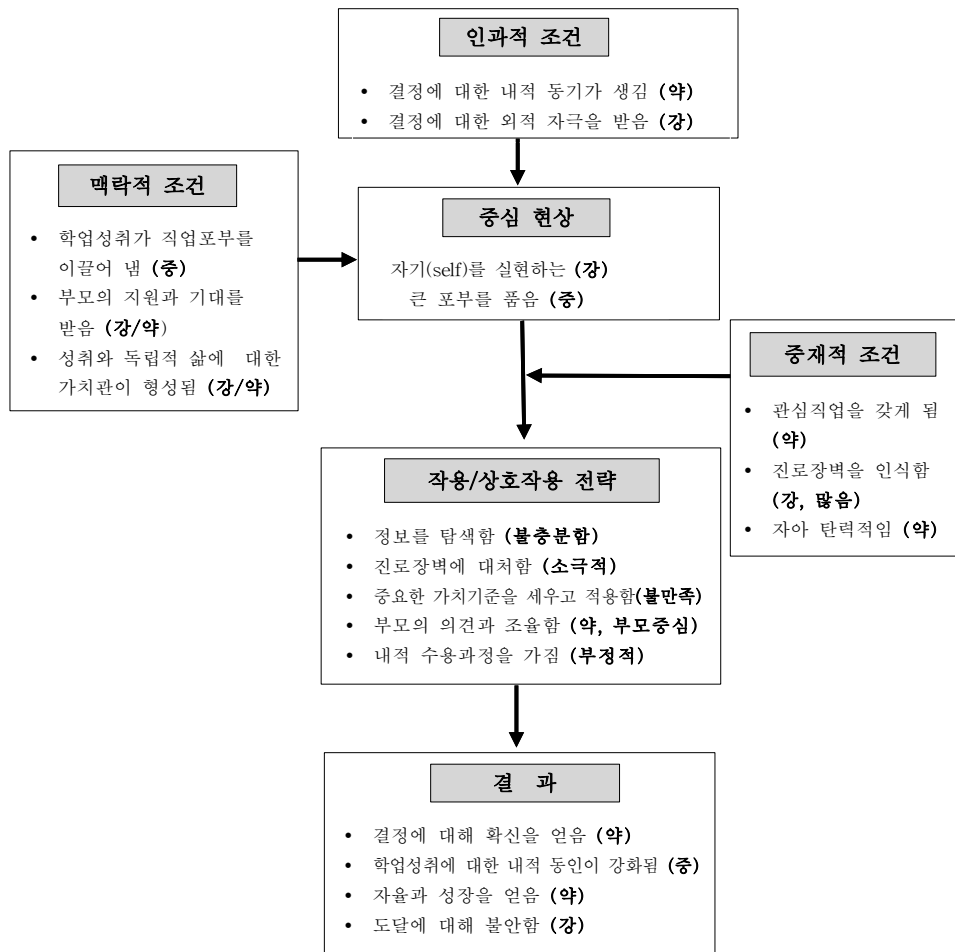 인과적 조건
• 결정에 대한 내적 동기가 생김 (약)
• 결정에 대한 외적 자극을 받음 (강)
맥락적 조건
• 학업성취가 직업포부를
이끌어 냄 (중)
• 부모의 지원과 기대를
받음 (강/약)
• 성취와 독립적 삶에 대한
가치관이 형성됨 (강/약)
중심 현상
자기(self)를 실현하는 (강)
큰 포부를 품음 (중)
중재적 조건
• 관심직업을 갖게 됨
(약)
• 진로장벽을 인식함
(강, 많음)
• 자아 탄력적임 (약)
작용/상호작용 전략
• 정보를 탐색함 (불충분함)
• 진로장벽에 대처함 (소극적)
• 중요한 가치기준을 세우고 적용함(불만족)
• 부모의 의견과 조율함 (약, 부모중심)
• 내적 수용과정을 가짐 (부정적)
결 과
• 결정에 대해 확신을 얻음 (약)
• 학업성취에 대한 내적 동인이 강화됨 (중)
• 자율과 성장을 얻음 (약)
• 도달에 대해 불안함 (강)